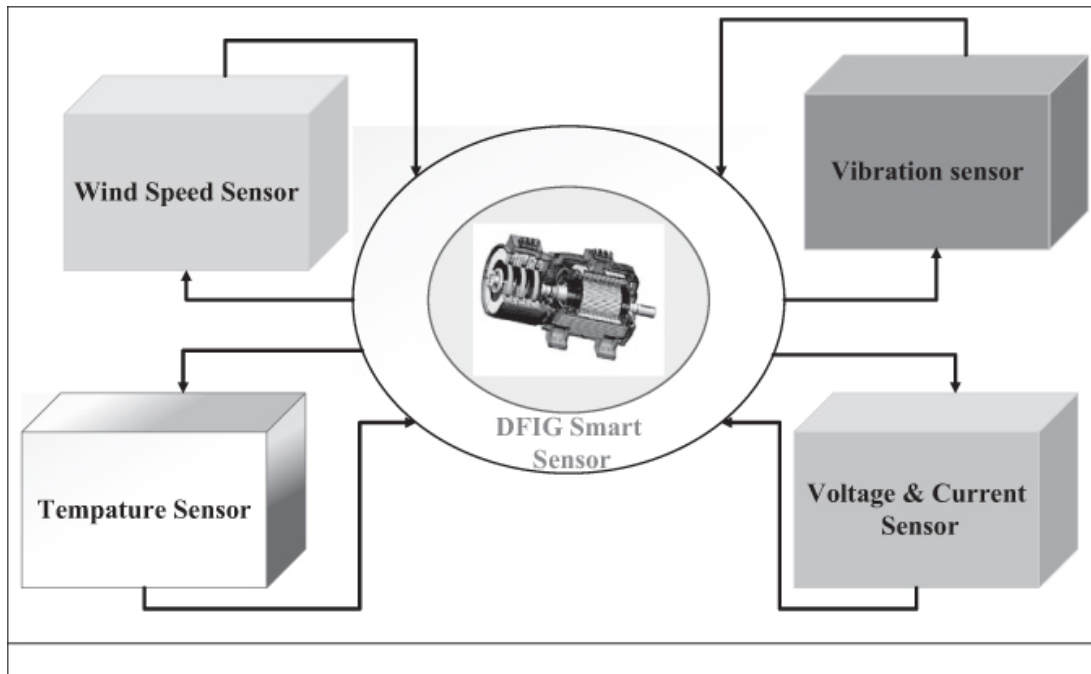 Wind Speed Sensor
Vibration sensor
DFIG Smart
Sensor
Tempature Sensor
Voltage & Current
Sensor